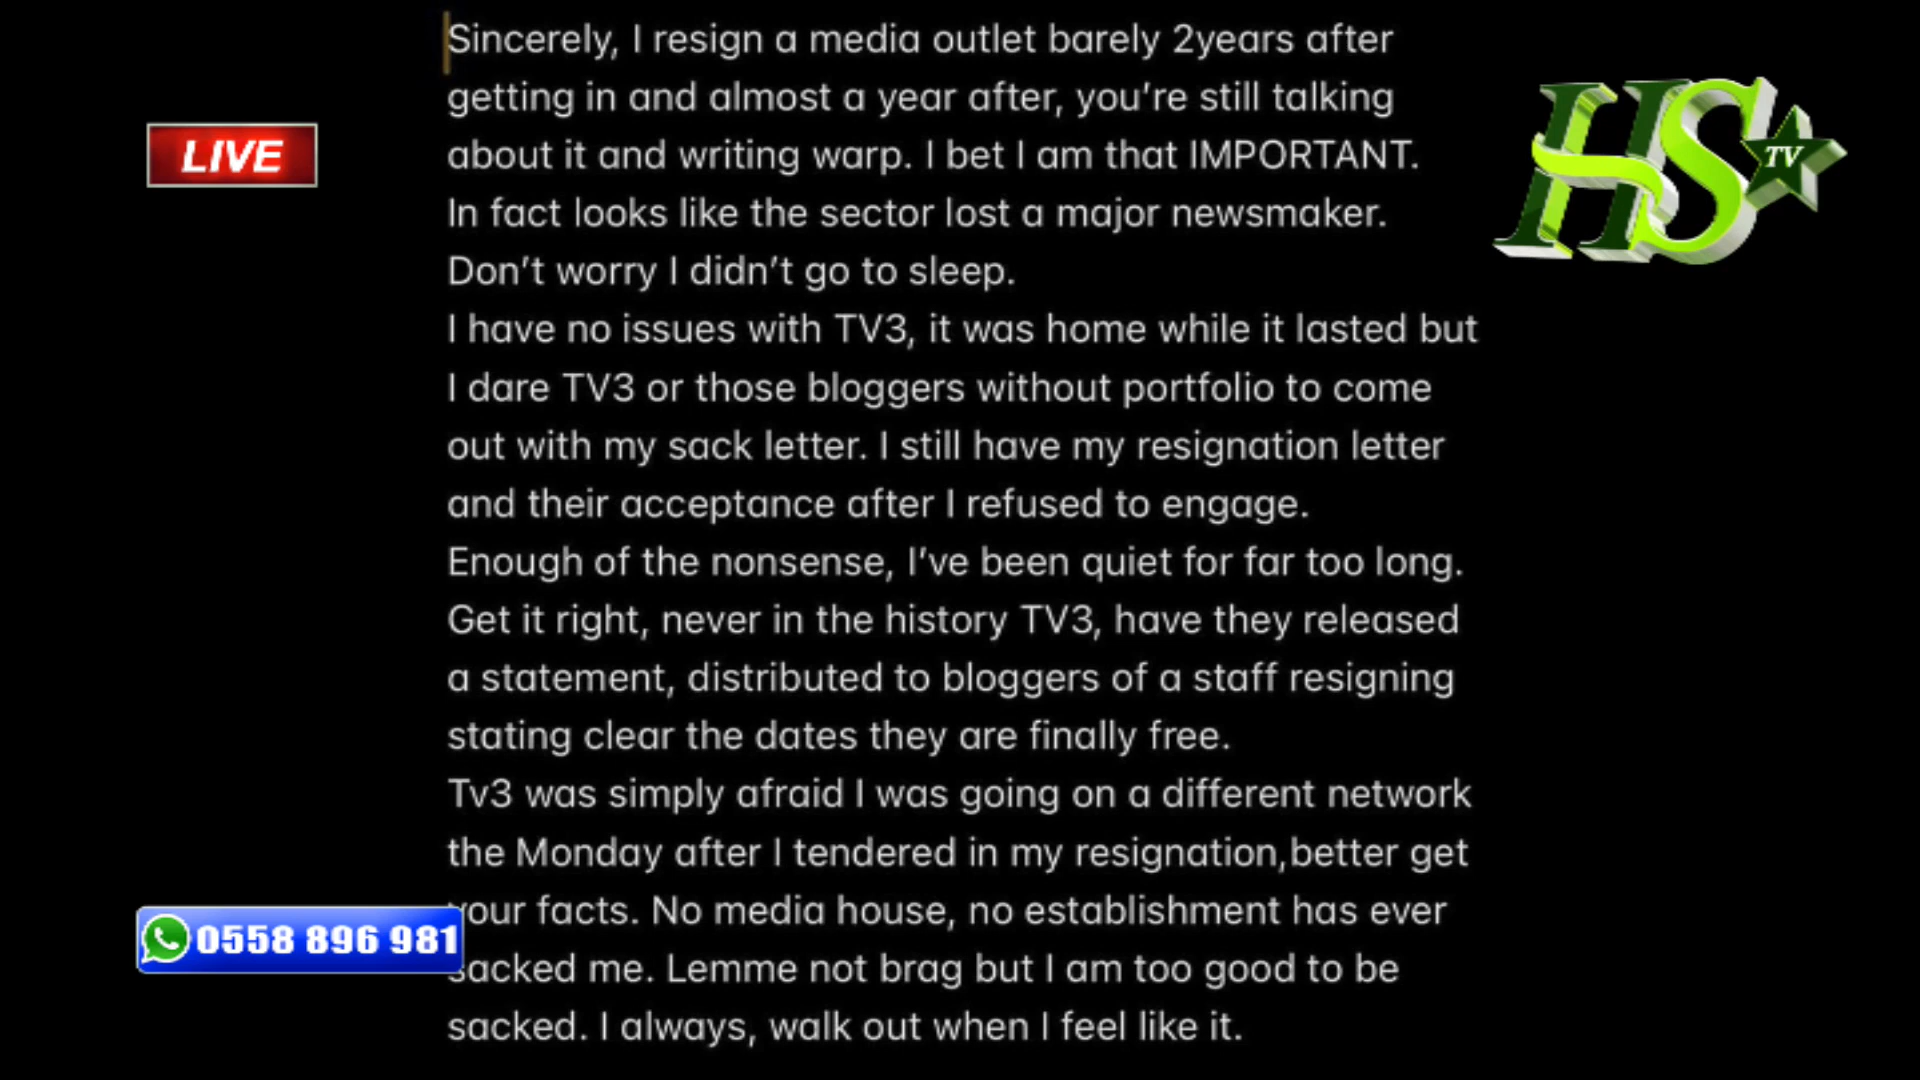 Sincerely, I resign a media outlet barely 2years after
getting in and almost a year after, you’re still talking
about it and writing warp. I bet I am that IMPORTANT.
In fact looks like the sector lost a major newsmaker.
Don’t worry I didn’t go to sleep.
I have no issues with TV3, it was home while it lasted but
I dare TV3 or those bloggers without portfolio to come
out with my sack letter. I still have my resignation letter
and their acceptance after I refused to engage.
Enough of the nonsense, I’ve been quiet for far too long.
Get it right, never in the history TV3, have they released
a statement, distributed to bloggers of a staff resigning
stating clear the dates they are finally free.
Tv3 was simply afraid I was going on a different network
the Monday after I tendered in my resignation,better get
your facts. No media house, no establishment has ever
sacked me. Lemme not brag but I am too good to be
sacked. I always, walk out when I feel like it.
LIVE
HS TV
0558 896 981